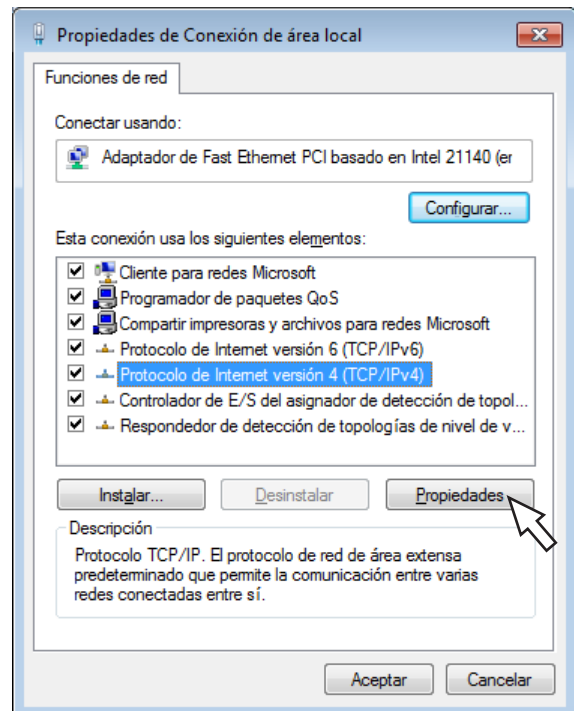 Propiedades de Conexión de área local
Funciones de red
Conectar usando:
Adaptador de Fast Ethernet PCI basado en Intel 21140 (er
Configurar...
Esta conexión usa los siguientes elementos:
Cliente para redes Microsoft
Programador de paquetes QoS
Compartir impresoras y archivos para redes Microsoft
Protocolo de Internet versión 6 (TCP/IPv6)
Protocolo de Internet versión 4 (TCP/IPv4)
Controlador de E/S del asignador de detección de topol...
Respondedor de detección de topologías de nivel de v...
Instalar...
Desinstalar
Propiedades
Descripción
Protocolo TCP/IP. El protocolo de red de área extensa
predeterminado que permite la comunicación entre varias
redes conectadas entre sí.
Aceptar
Cancelar